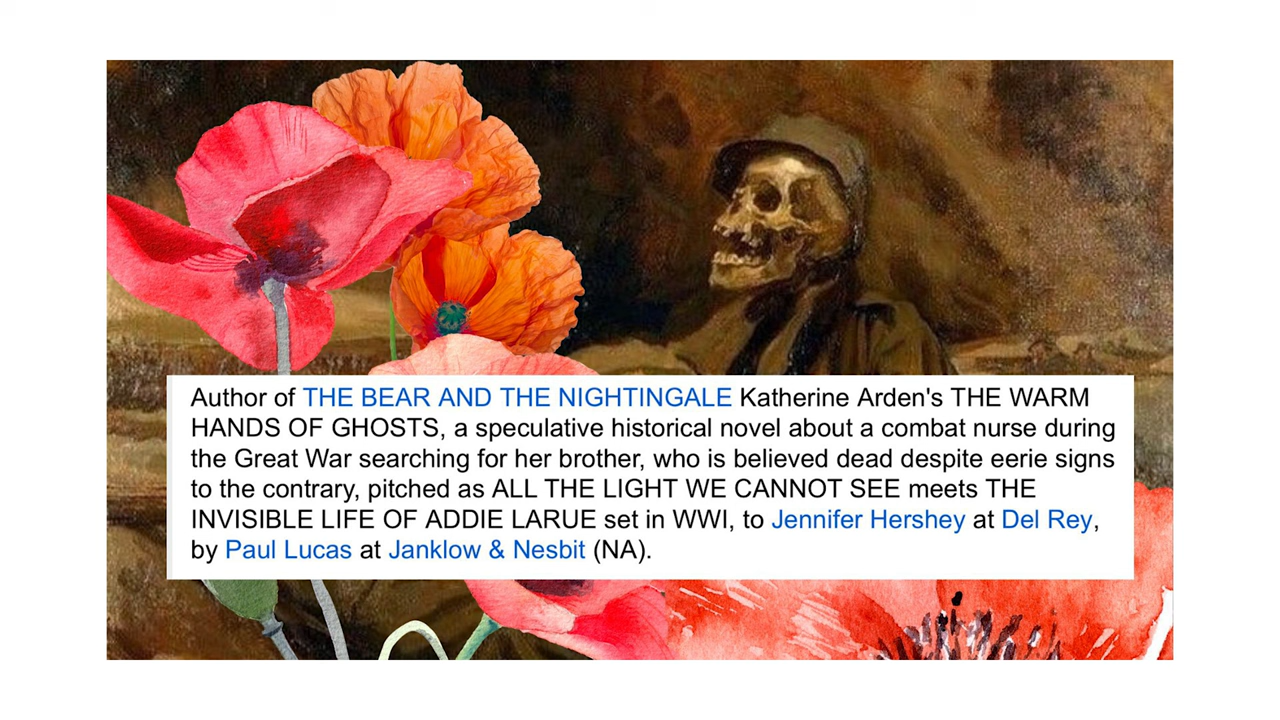 Author of THE BEAR AND THE NIGHTINGALE Katherine Arden's THE WARM
HANDS OF GHOSTS, a speculative historical novel about a combat nurse during
the Great War searching for her brother, who is believed dead despite eerie signs
to the contrary, pitched as ALL THE LIGHT WE CANNOT SEE meets THE
INVISIBLE LIFE OF ADDIE LARUE set in WWI, to Jennifer Hershey at Del Rey,
by Paul Lucas at Janklow & Nesbit (NA).